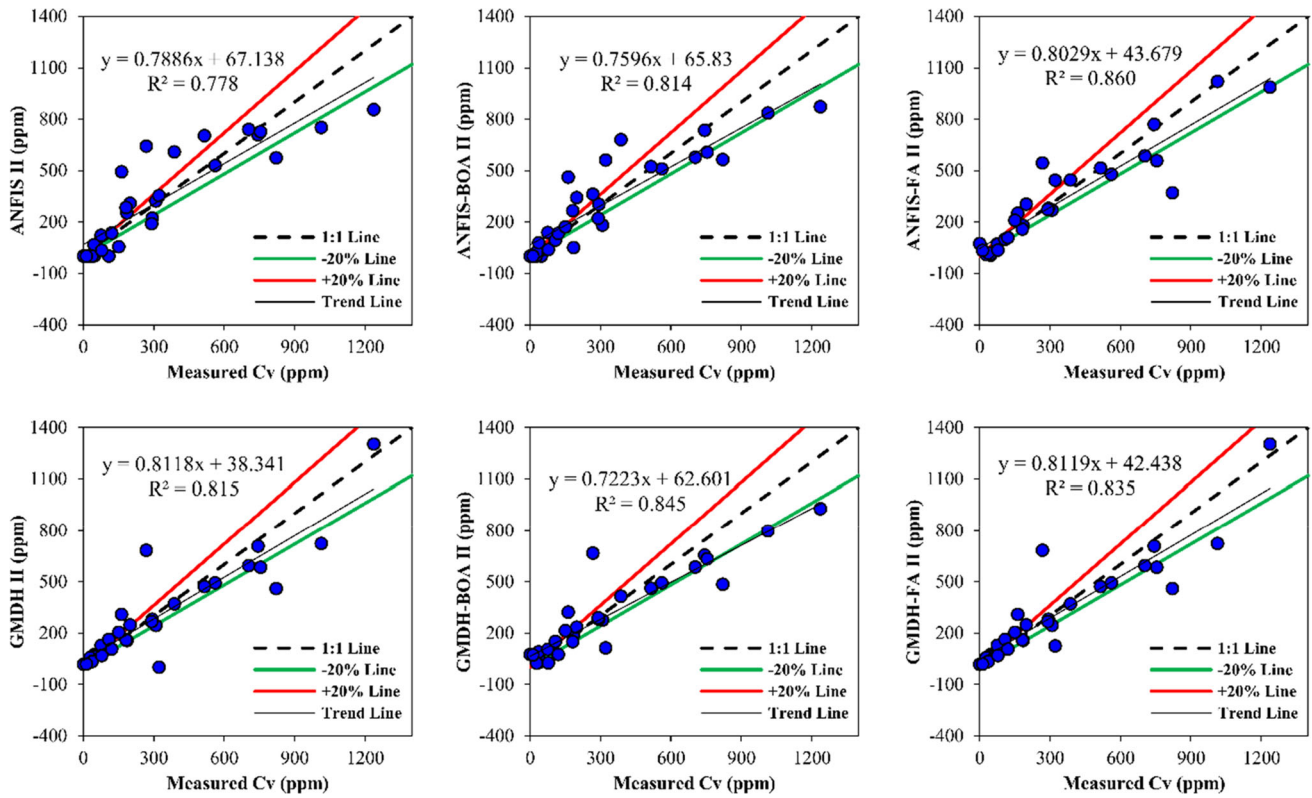 1400
1100
800
500
200
-100
-400
ANFIS II (ppm)
y = 0.7886x + 67.138
R² = 0.778
1:1 Line
-20% Line
+20% Line
Trend Line
0 300 600 900 1200
Measured Cv (ppm)
1400
1100
800
500
200
-100
-400
ANFIS-BOA II (ppm)
y = 0.7596x + 65.83
R² = 0.814
1:1 Line
-20% Line
+20% Line
Trend Line
0 300 600 900 1200
Measured Cv (ppm)
1400
1100
800
500
200
-100
-400
ANFIS-FA II (ppm)
y = 0.8029x + 43.679
R² = 0.860
1:1 Line
-20% Line
+20% Line
Trend Line
0 300 600 900 1200
Measured Cv (ppm)
1400
1100
800
500
200
-100
-400
GMDH II (ppm)
y = 0.8118x + 38.341
R² = 0.815
1:1 Line
-20% Line
+20% Line
Trend Line
0 300 600 900 1200
Measured Cv (ppm)
1400
1100
800
500
200
-100
-400
GMDH-BOA II (ppm)
y = 0.7223x + 62.601
R² = 0.845
1:1 Line
-20% Line
+20% Line
Trend Line
0 300 600 900 1200
Measured Cv (ppm)
1400
1100
800
500
200
-100
-400
GMDH-FA II (ppm)
y = 0.8119x + 42.438
R² = 0.835
1:1 Line
-20% Line
+20% Line
Trend Line
0 300 600 900 1200
Measured Cv (ppm)